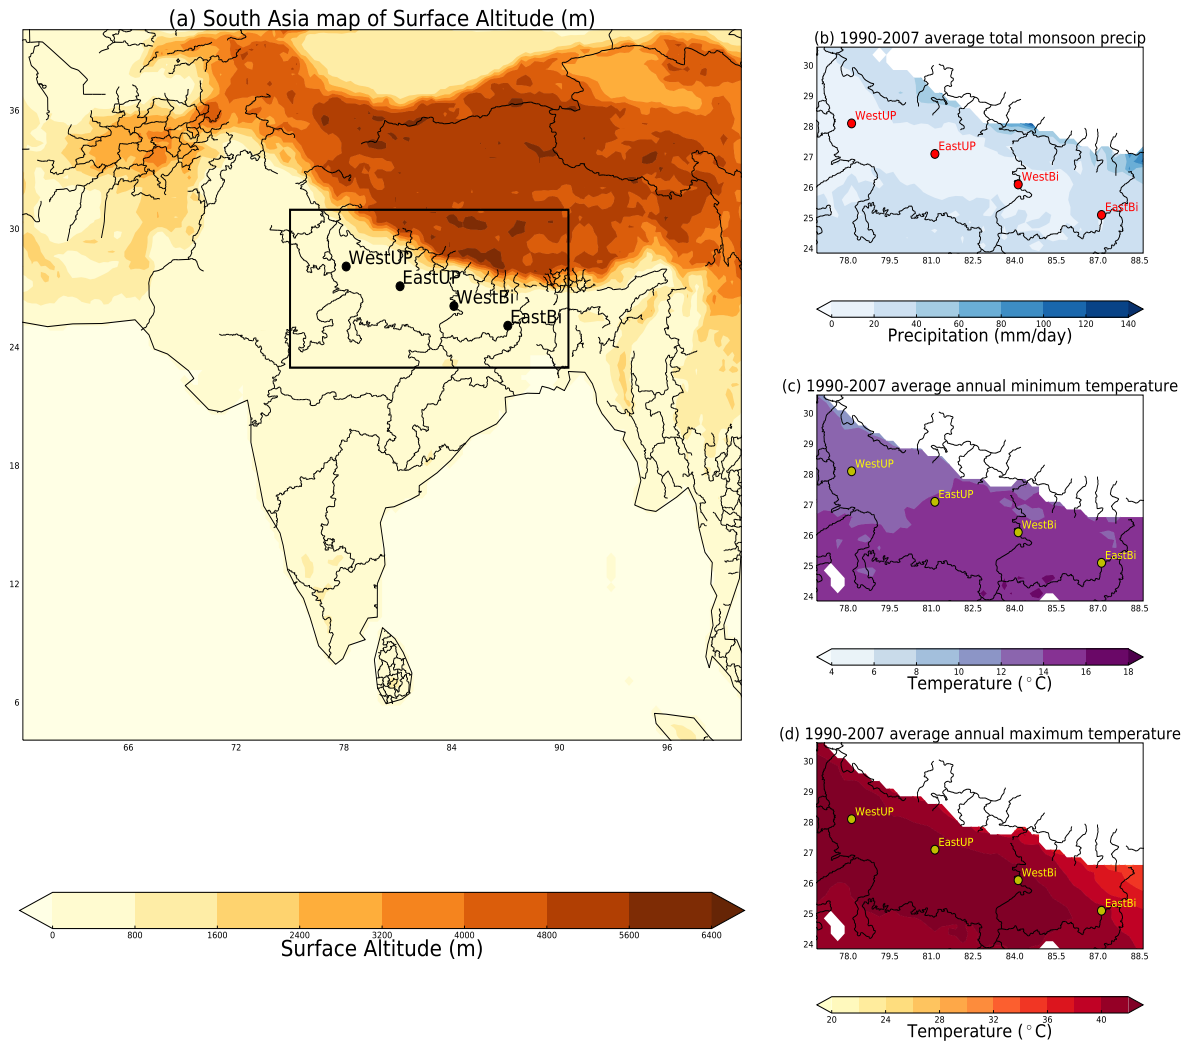 (a) South Asia map of Surface Altitude (m)
36
30
24
18
12
6
66 72 78 84 90 96
WestUP
EastUP
WestBi
EastBi
0 800 1600 2400 3200 4000 4800 5600 6400
Surface Altitude (m)
(b) 1990-2007 average total monsoon precip
30
29
28
27
26
25
24
WestUP
EastUP
WestBi
EastBi
78.0 79.5 81.0 82.5 84.0 85.5 87.0 88.5
0 20 40 60 80 100 120 140
Precipitation (mm/day)
(c) 1990-2007 average annual minimum temperature
30
29
28
27
26
25
24
WestUP
EastUP
WestBi
EastBi
78.0 79.5 81.0 82.5 84.0 85.5 87.0 88.5
4 6 8 10 12 14 16 18
Temperature (°C)
(d) 1990-2007 average annual maximum temperature
30
29
28
27
26
25
24
WestUP
EastUP
WestBi
EastBi
78.0 79.5 81.0 82.5 84.0 85.5 87.0 88.5
20 24 28 32 36 40
Temperature (°C)